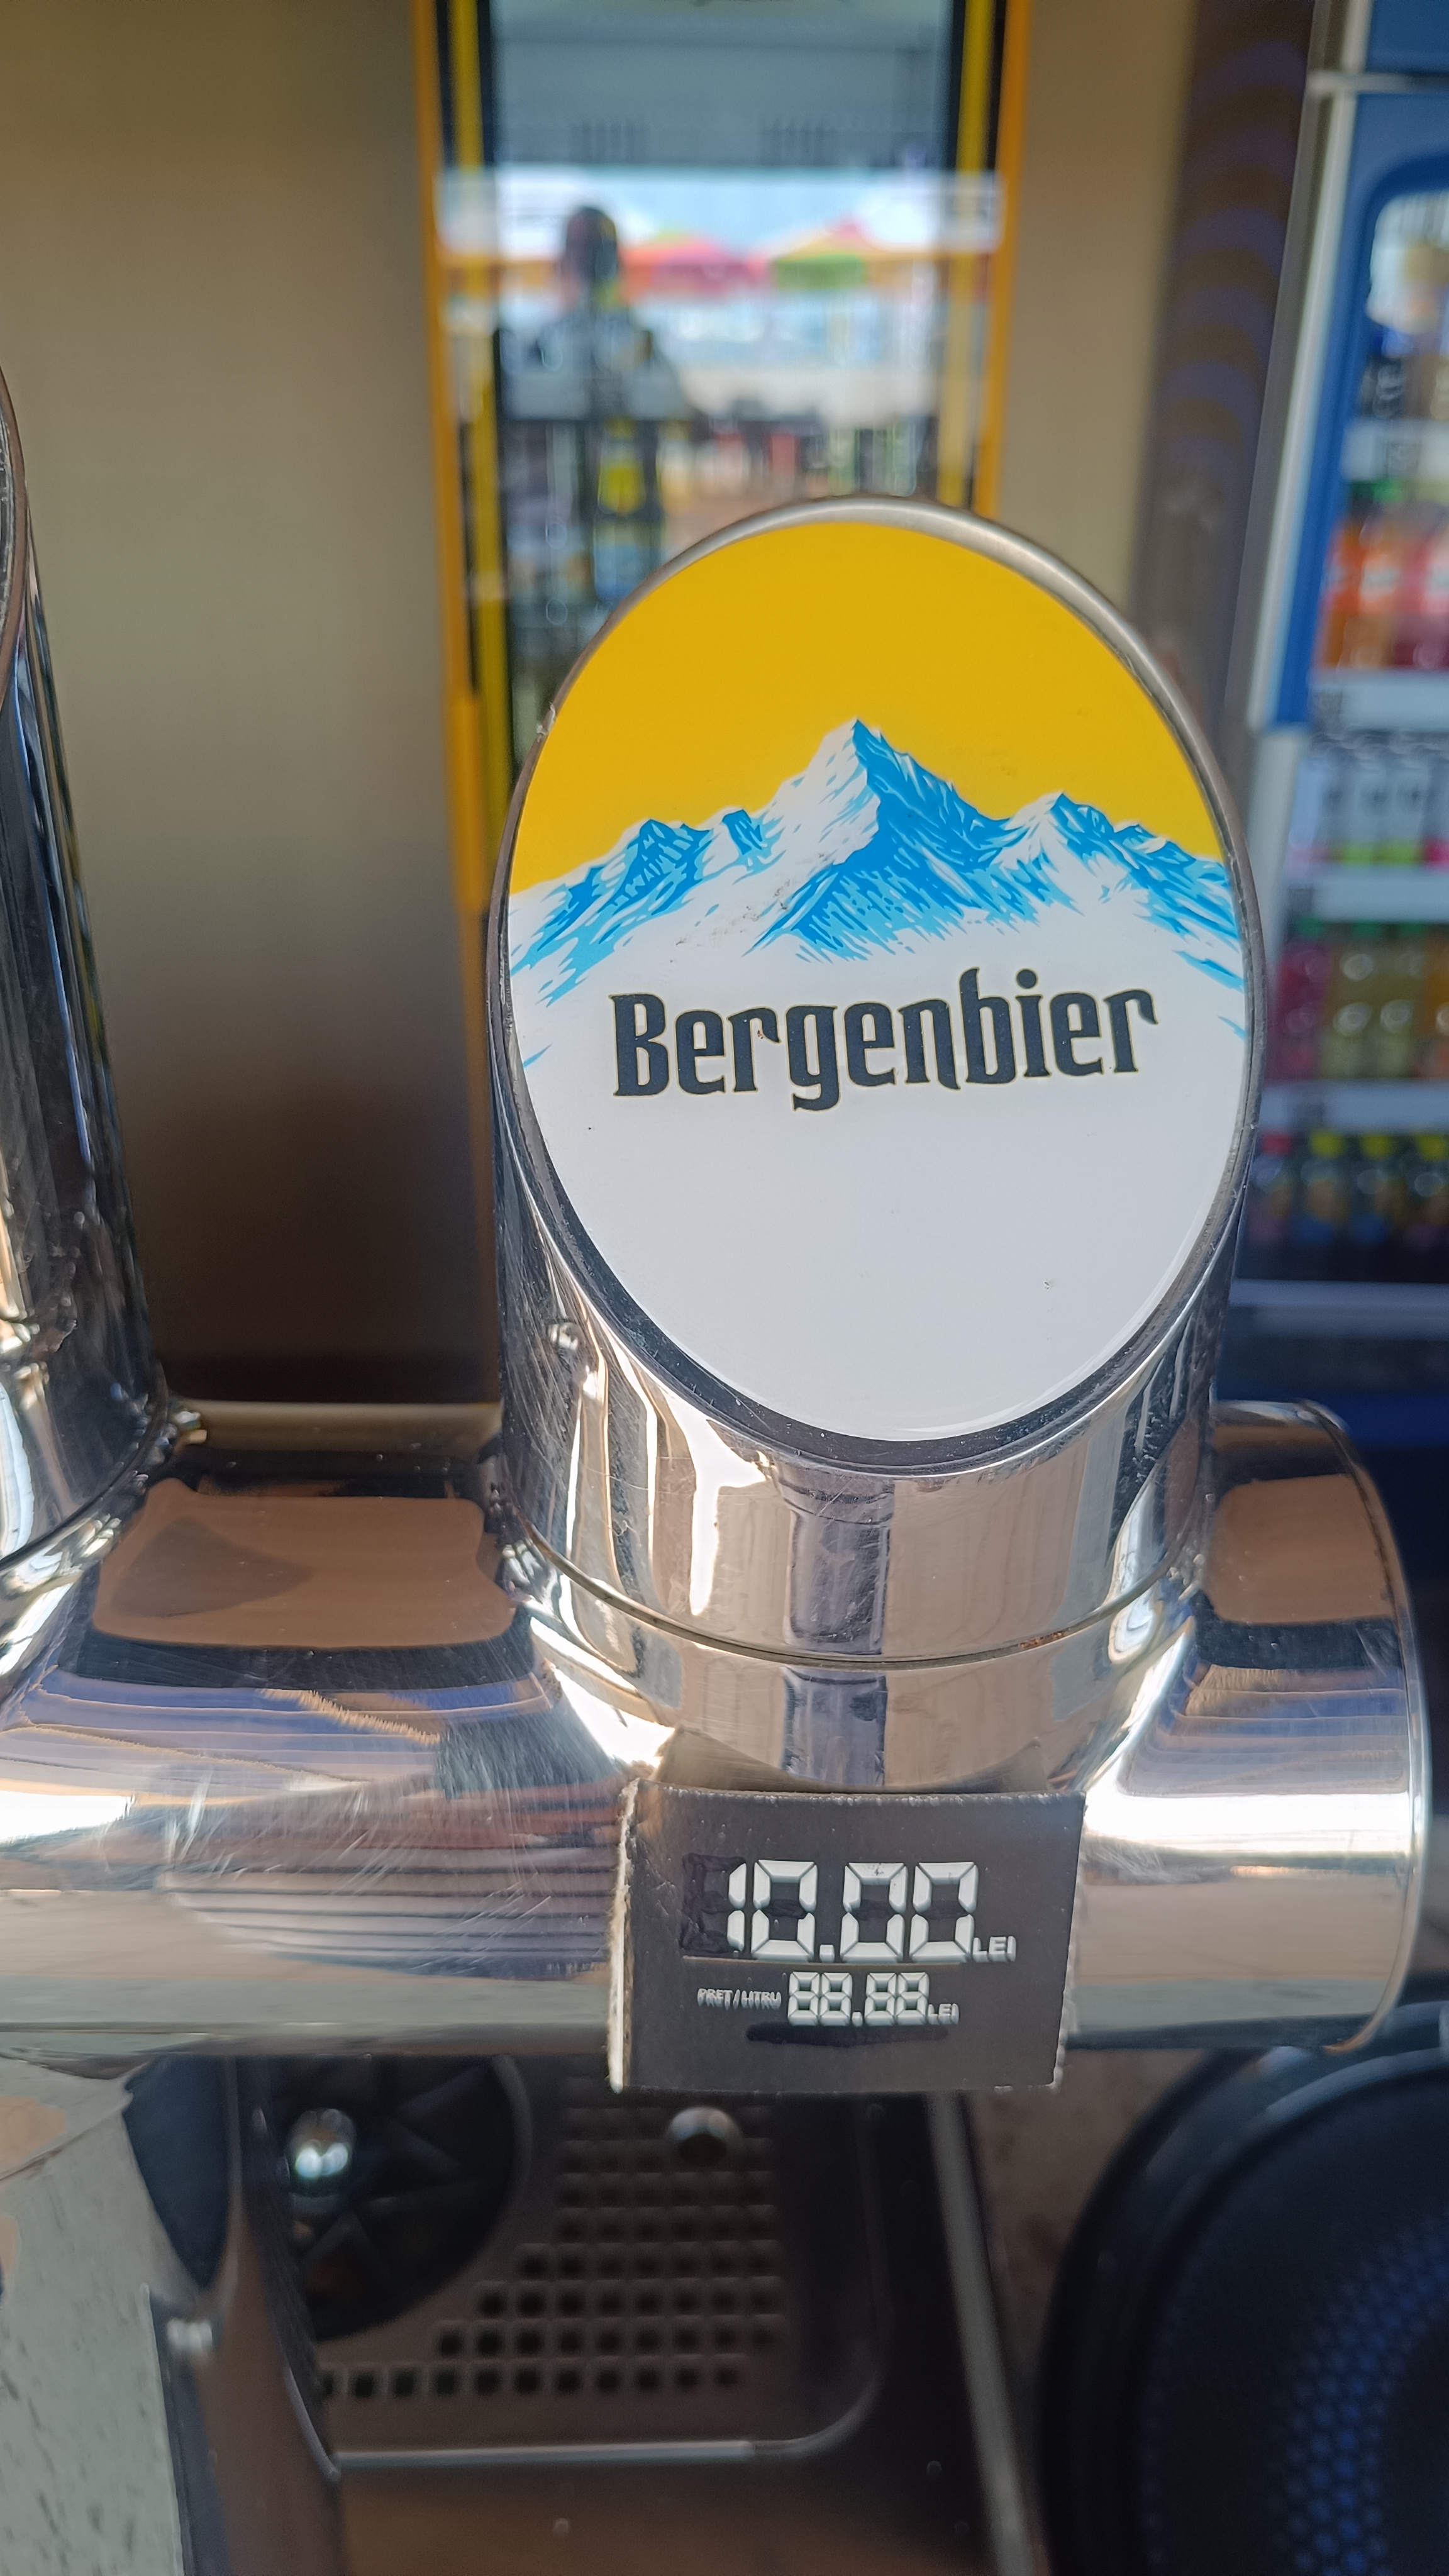 Bergenbier
10.00 LEI
PRET/LITRU 88.88 LEI